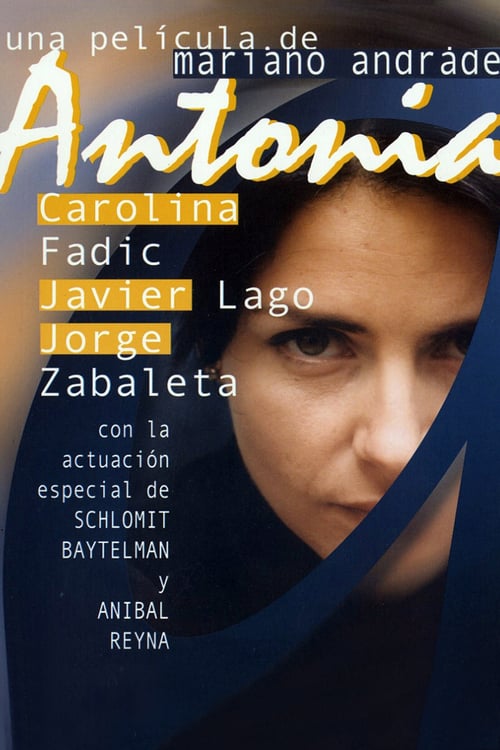 una película de
mariano andrade
Antonia
Carolina
Fadic
Javier Lago
Jorge
Zabaleta
con la
actuación
especial de
SCHLOMIT
BAYTELMAN
y
ANIBAL
REYNA